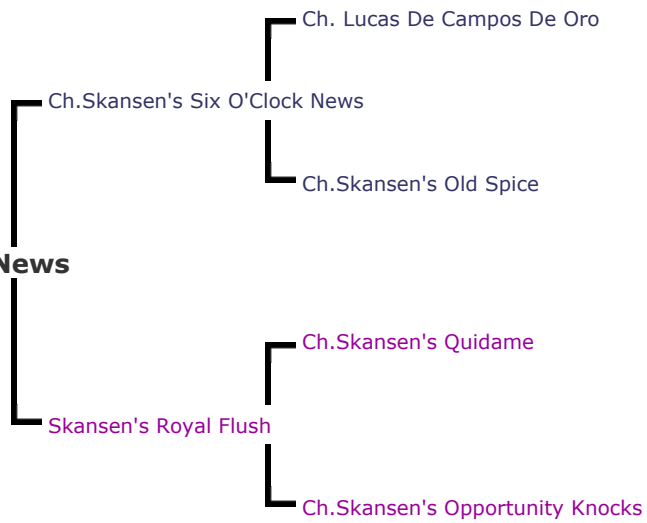 Ch. Lucas De Campos De Oro
Ch.Skansen's Six O'Clock News
Ch.Skansen's Old Spice
News
Ch.Skansen's Quidame
Skansen's Royal Flush
Ch.Skansen's Opportunity Knocks